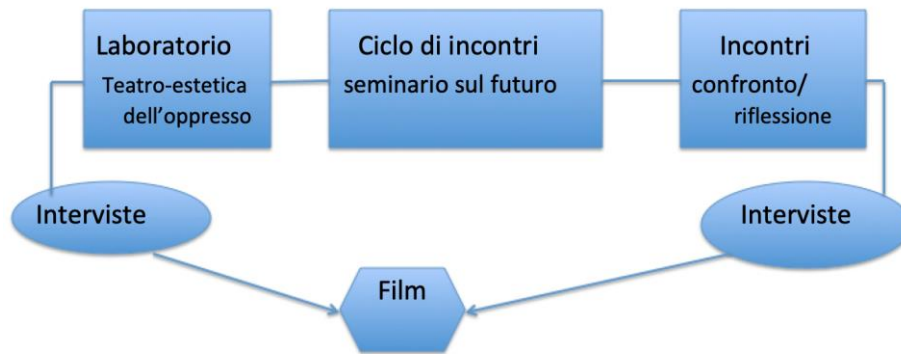 Laboratorio
Teatro-estetica
dell’oppresso
Ciclo di incontri
seminario sul futuro
Incontri
confronto/
riflessione
Interviste
Interviste
Film